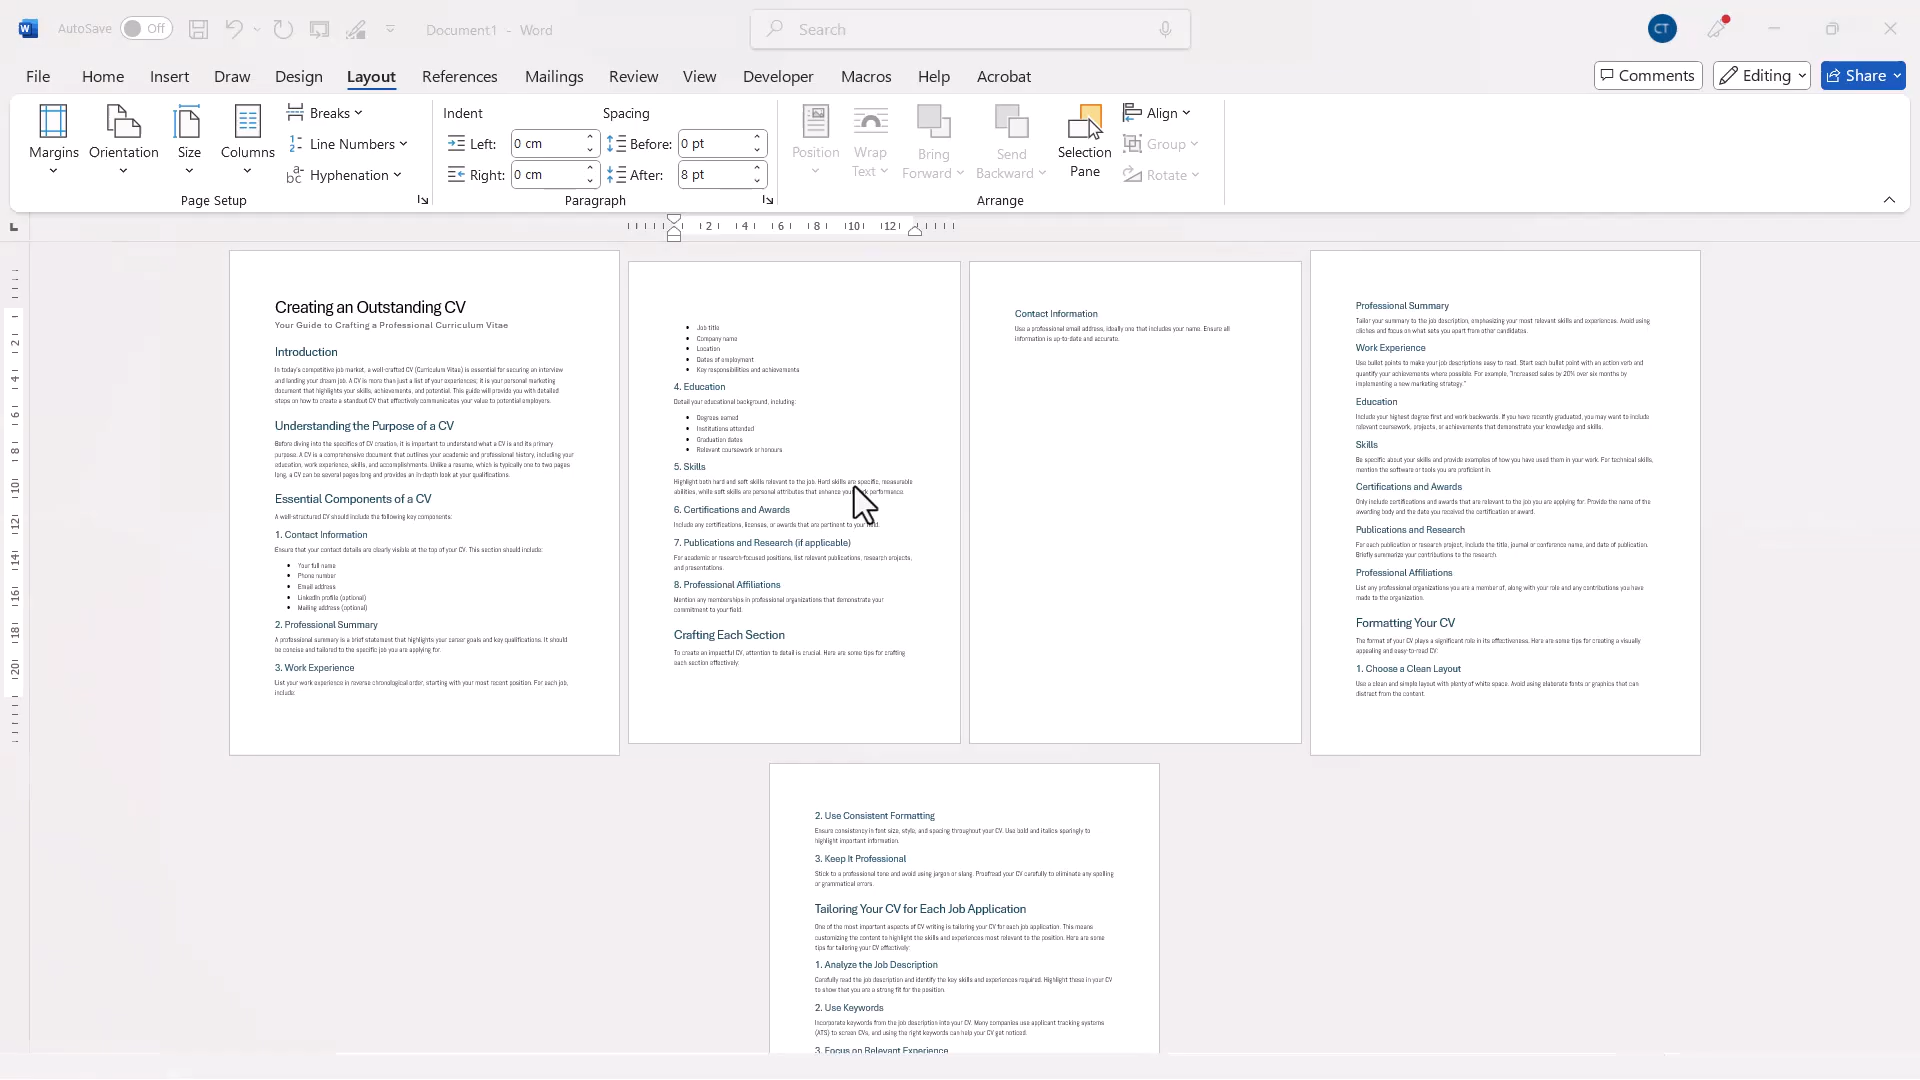 AutoSave Off
Document1 - Word
Search
CT
File Home Insert Draw Design Layout References Mailings Review View Developer Macros Help Acrobat
Comments Editing Share
Margins Orientation Size Columns
Breaks
Line Numbers
Hyphenation
Page Setup
Indent Spacing
Left: 0 cm Before: 0 pt
Right: 0 cm After: 8 pt
Paragraph
Position
Wrap
Text
Bring
Forward
Send
Backward
Selection
Pane
Align
Group
Rotate
Arrange
2 4 6 8 10 12
2 4 6 8 10 12 14 16 18 20
Creating an Outstanding CV
Your Guide to Crafting a Professional Curriculum Vitae
Introduction
In today's competitive job market, a well-crafted CV (Curriculum Vitae) is essential for securing an interview
and landing your dream job. A CV is more than just a list of your experiences; it is your personal marketing
document that highlights your skills, achievements, and potential. This guide will provide you with detailed
steps on how to create a standout CV that effectively communicates your value to potential employers.
Understanding the Purpose of a CV
Before diving into the specifics of CV creation, it is important to understand what a CV is and its primary
purpose. A CV is a comprehensive document that outlines your academic and professional history, including your
education, work experience, skills, and accomplishments. Unlike a resume, which is typically one to two pages
long, a CV can be several pages long and provides an in-depth look at your qualifications.
Essential Components of a CV
A well-structured CV should include the following key components:
1. Contact Information
Ensure that your contact details are clearly visible at the top of your CV. This section should include:
• Your full name
• Phone number
• Email address
• LinkedIn profile (optional)
• Mailing address (optional)
2. Professional Summary
A professional summary is a brief statement that highlights your career goals and key qualifications. It should
be concise and tailored to the specific job you are applying for.
3. Work Experience
List your work experience in reverse chronological order, starting with your most recent position. For each job,
include:
• Job title
• Company name
• Location
• Dates of employment
• Key responsibilities and achievements
4. Education
Detail your educational background, including:
• Degrees earned
• Institutions attended
• Graduation dates
• Relevant coursework or honours
5. Skills
Highlight both hard and soft skills relevant to the job. Hard skills are specific, measurable
abilities, while soft skills are personal attributes that enhance your performance.
6. Certifications and Awards
Include any certifications, licenses, or awards that are pertinent to your field.
7. Publications and Research (if applicable)
For academic or research-focused positions, list relevant publications, research projects,
and presentations.
8. Professional Affiliations
Mention any memberships in professional organizations that demonstrate your
commitment to your field.
Crafting Each Section
To create an impactful CV, attention to detail is crucial. Here are some tips for crafting
each section effectively:
Contact Information
Use a professional email address, ideally one that includes your name. Ensure all
information is up-to-date and accurate.
Professional Summary
Tailor your summary to the job description, emphasizing your most relevant skills and experiences. Avoid using
cliches and focus on what sets you apart from other candidates.
Work Experience
Use bullet points to make your job descriptions easy to read. Start each bullet point with an action verb and
quantify your achievements where possible. For example, "Increased sales by 20% over six months by
implementing a new marketing strategy."
Education
Include your highest degree first and work backwards. If you have recently graduated, you may want to include
relevant coursework, projects, or achievements that demonstrate your knowledge and skills.
Skills
Be specific about your skills and provide examples of how you have used them in your work. For technical skills,
mention the software or tools you are proficient in.
Certifications and Awards
Only include certifications and awards that are relevant to the job you are applying for. Provide the name of the
awarding body and the date you received the certification or award.
Publications and Research
For each publication or research project, include the title, journal or conference name, and date of publication.
Briefly summarize your contributions to the research.
Professional Affiliations
List any professional organizations you are a member of, along with your role and any contributions you have
made to the organization.
Formatting Your CV
The format of your CV plays a significant role in its effectiveness. Here are some tips for creating a visually
appealing and easy-to-read CV:
1. Choose a Clean Layout
Use a clean and simple layout with plenty of white space. Avoid using elaborate fonts or graphics that can
distract from the content.
2. Use Consistent Formatting
Ensure consistency in font size, style, and spacing throughout your CV. Use bold and italics sparingly to
highlight important information.
3. Keep It Professional
Stick to a professional tone and avoid using jargon or slang. Proofread your CV carefully to eliminate any spelling
or grammatical errors.
Tailoring Your CV for Each Job Application
One of the most important aspects of CV writing is tailoring your CV for each job application. This means
customizing the content to highlight the skills and experiences most relevant to the position. Here are some
tips for tailoring your CV effectively:
1. Analyze the Job Description
Carefully read the job description and identify the key skills and experiences required. Highlight these in your CV
to show that you are a strong fit for the position.
2. Use Keywords
Incorporate keywords from the job description into your CV. Many companies use applicant tracking systems
(ATS) to screen CVs, and using the right keywords can help your CV get noticed.
3. Focus on Relevant Experience